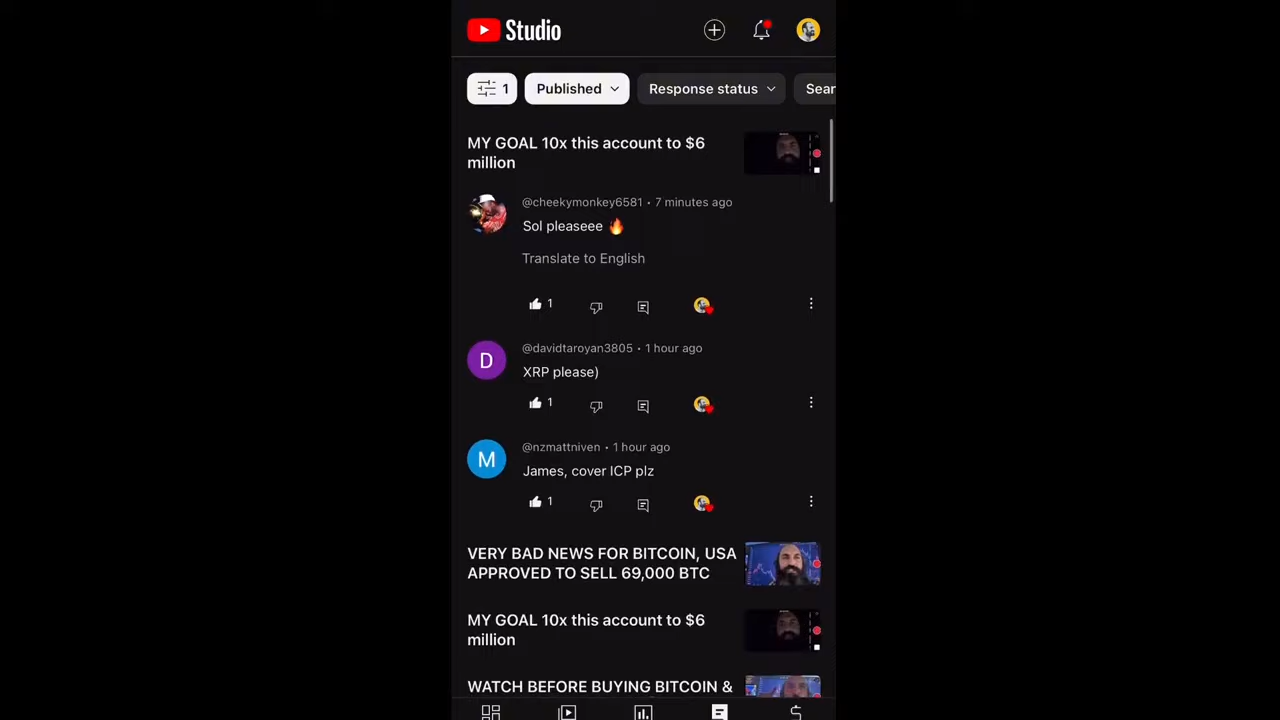 Studio
1
Published
Response status
Sear
MY GOAL 10x this account to $6
million
@cheekymonkey6581 • 7 minutes ago
Sol pleaseee 🔥
Translate to English
1
@davidtaroyan3805 • 1 hour ago
D
XRP please)
1
@nzmattniven • 1 hour ago
M
James, cover ICP plz
1
VERY BAD NEWS FOR BITCOIN, USA
APPROVED TO SELL 69,000 BTC
MY GOAL 10x this account to $6
million
WATCH BEFORE BUYING BITCOIN &